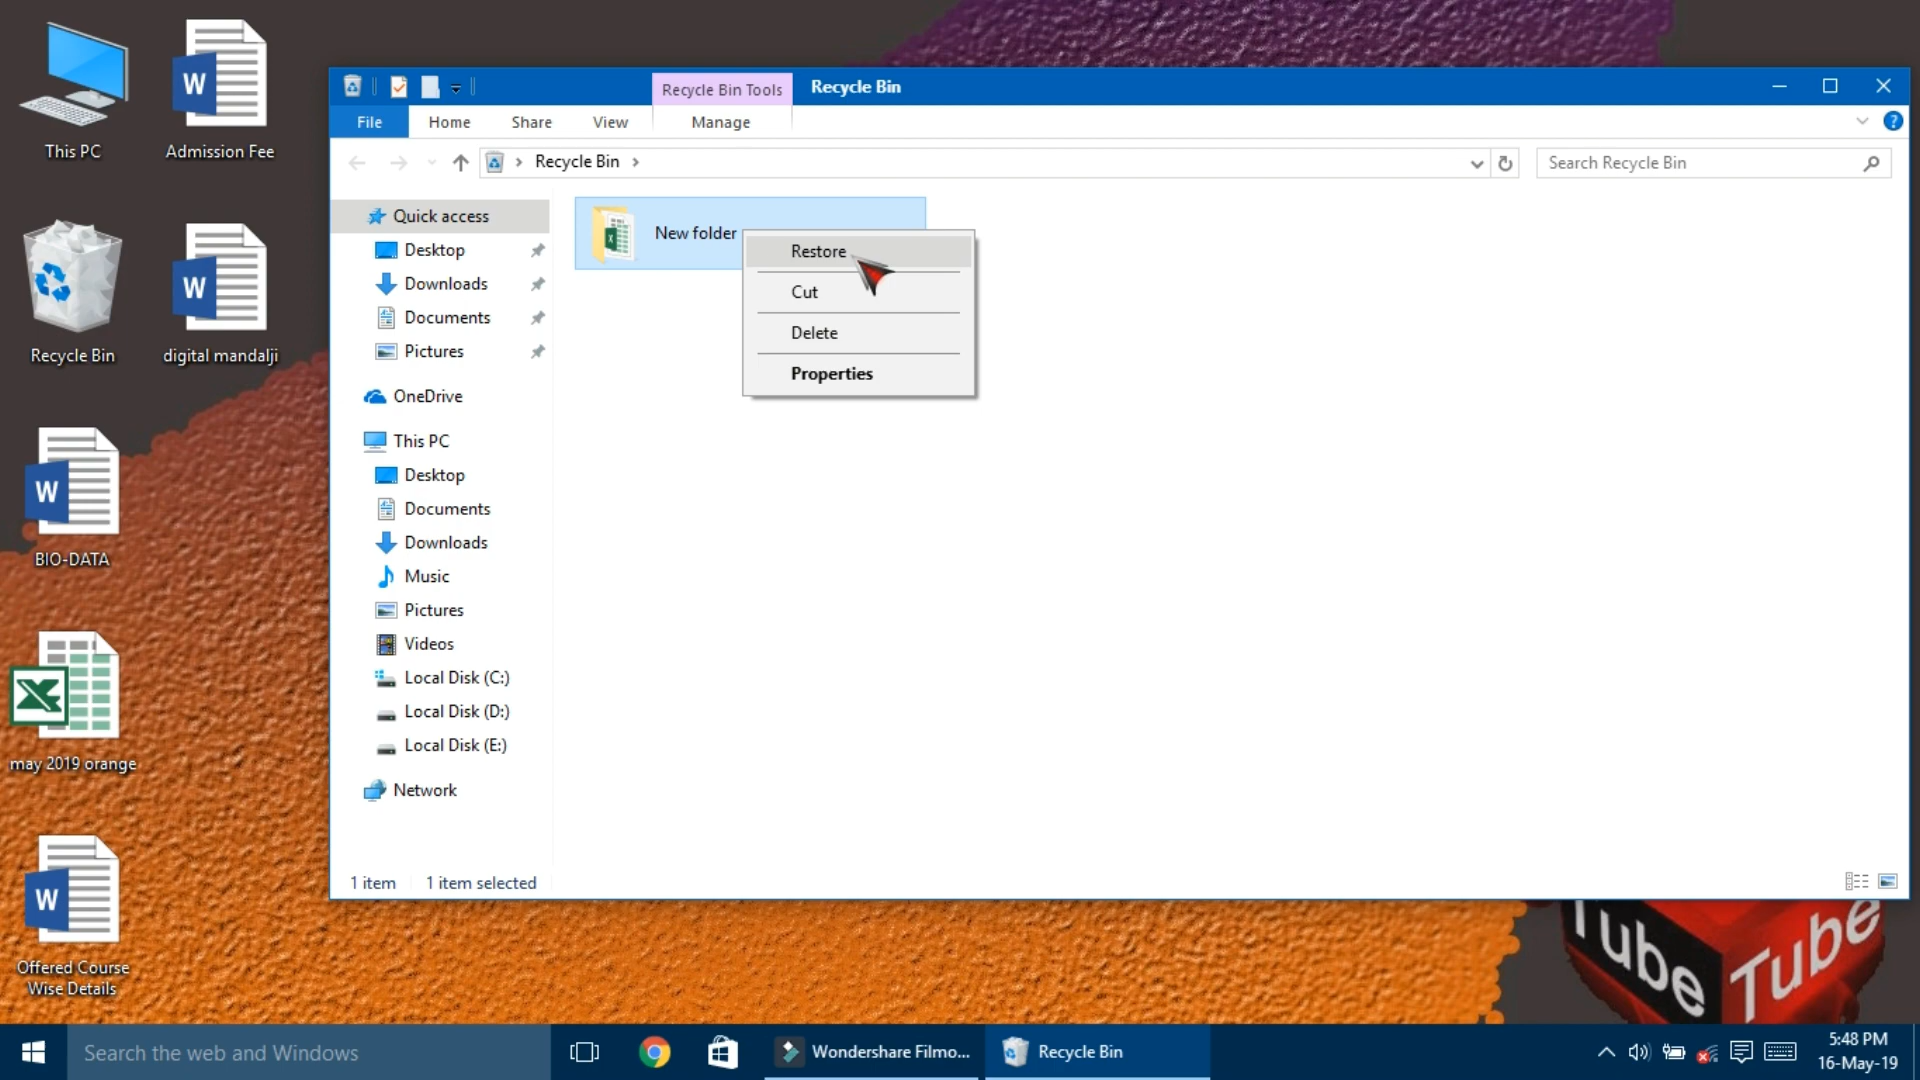 This PC
Admission Fee
Recycle Bin
digital mandalji
BIO-DATA
may 2019 orange
Offered Course
Wise Details
Recycle Bin Tools
Recycle Bin
File
Home
Share
View
Manage
Recycle Bin
Search Recycle Bin
Quick access
Desktop
Downloads
Documents
Pictures
OneDrive
This PC
Desktop
Documents
Downloads
Music
Pictures
Videos
Local Disk (C:)
Local Disk (D:)
Local Disk (E:)
Network
New folder
Restore
Cut
Delete
Properties
1 item
1 item selected
Tube
Tube
Search the web and Windows
Wondershare Filmo...
Recycle Bin
5:48 PM
16-May-19